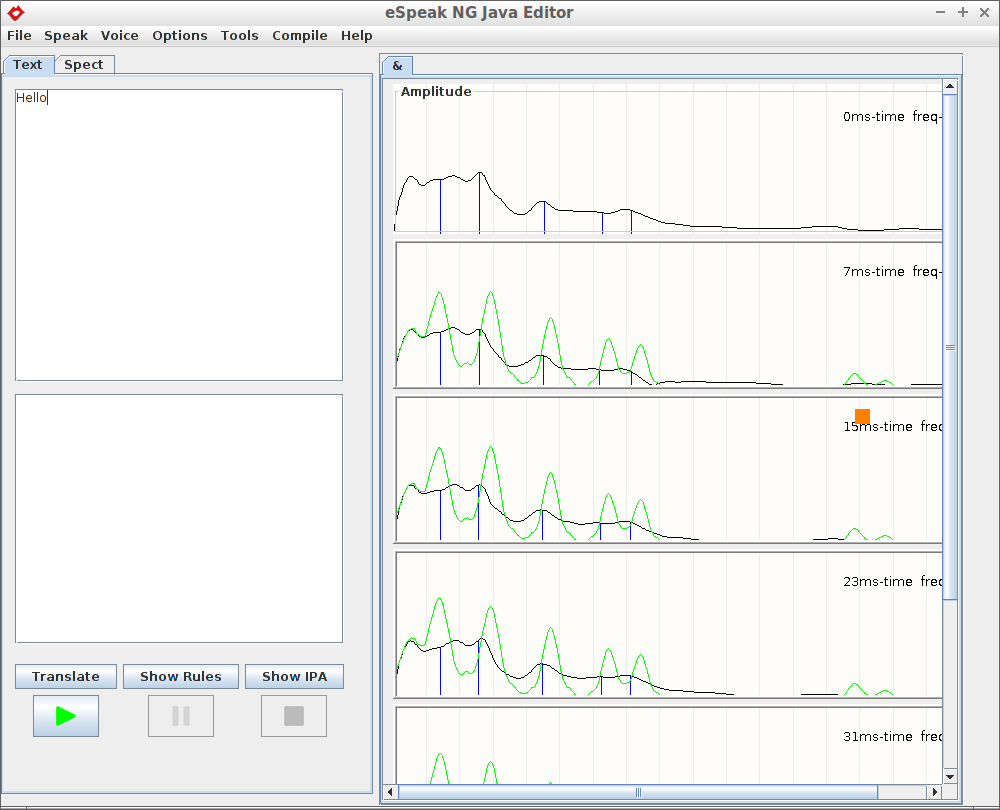 eSpeak NG Java Editor
File Speak Voice Options Tools Compile Help
Text Spect
Hello
Translate Show Rules Show IPA
&
Amplitude
0ms-time freq-
7ms-time freq-
15ms-time freq
23ms-time freq
31ms-time freq